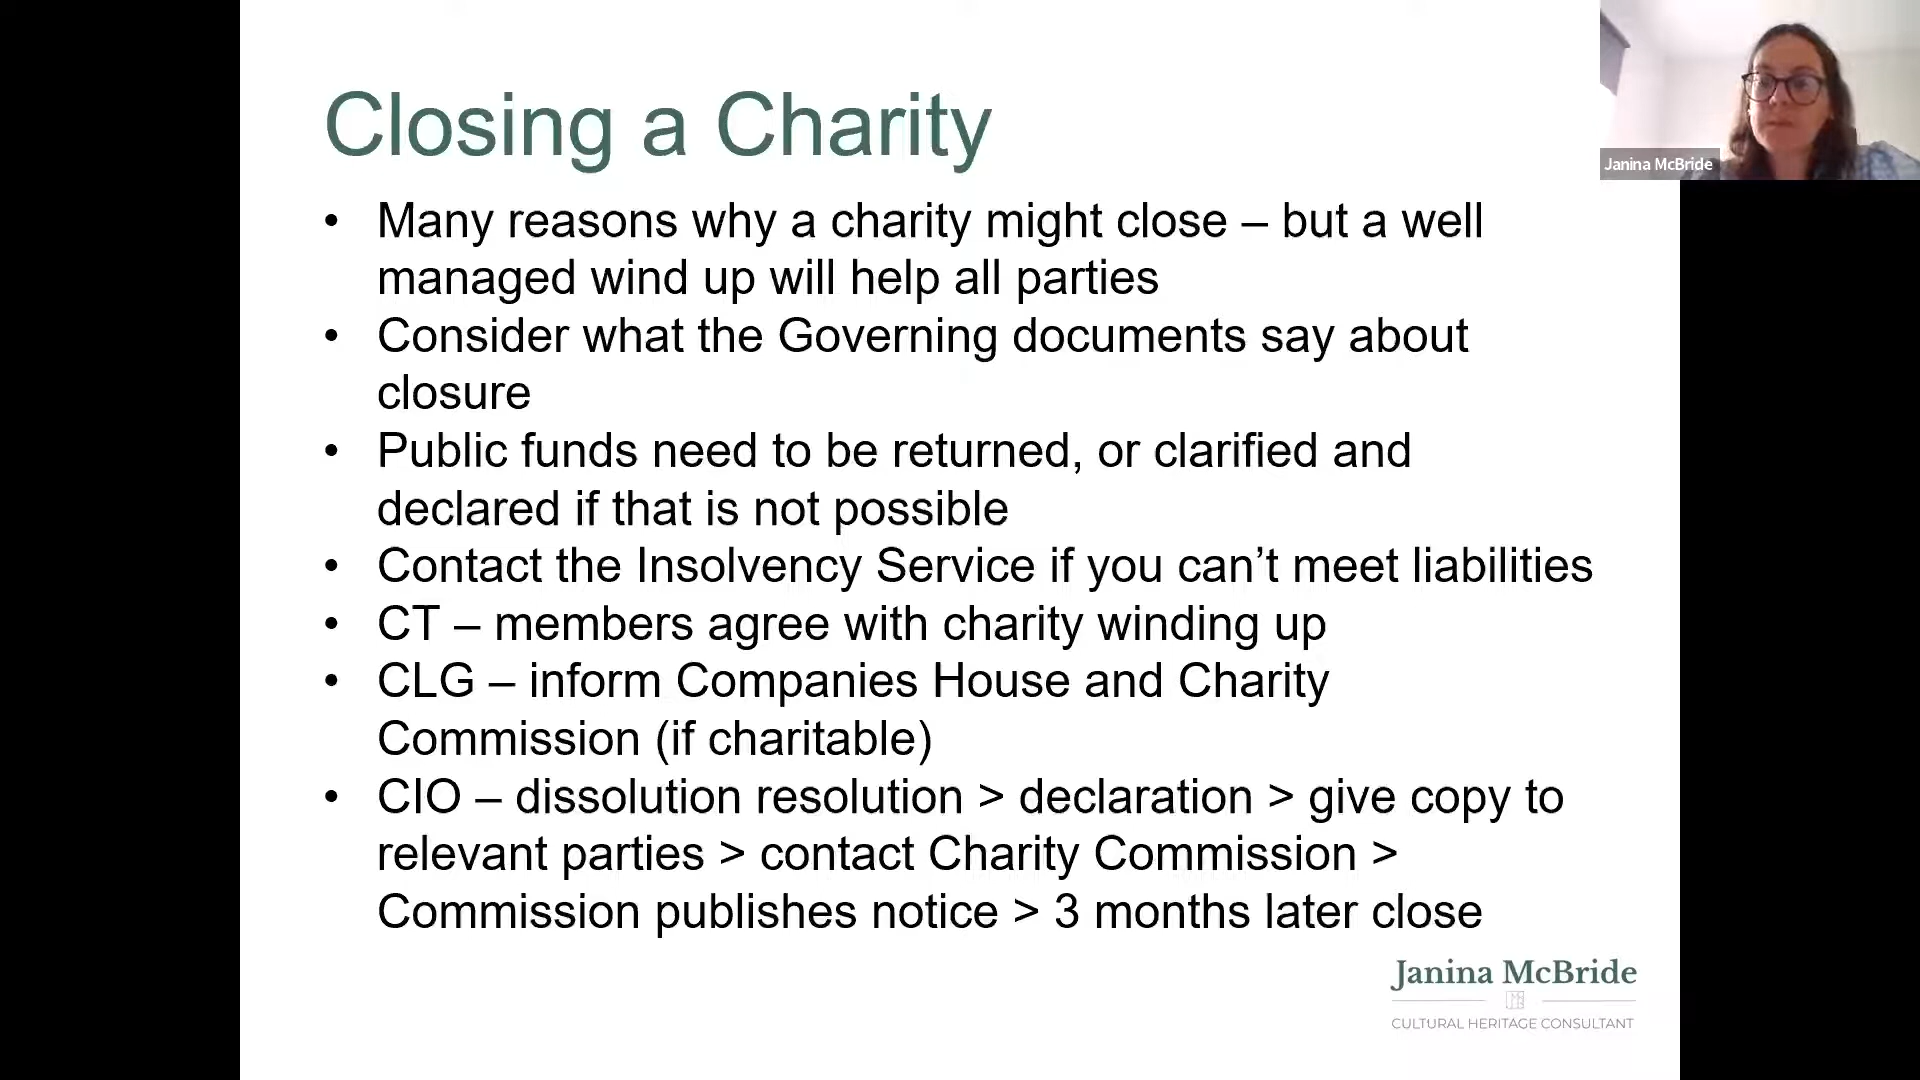 Closing a Charity
• Many reasons why a charity might close – but a well
managed wind up will help all parties
• Consider what the Governing documents say about
closure
• Public funds need to be returned, or clarified and
declared if that is not possible
• Contact the Insolvency Service if you can’t meet liabilities
• CT – members agree with charity winding up
• CLG – inform Companies House and Charity
Commission (if charitable)
• CIO – dissolution resolution > declaration > give copy to
relevant parties > contact Charity Commission >
Commission publishes notice > 3 months later close
Janina McBride
Janina McBride
CULTURAL HERITAGE CONSULTANT